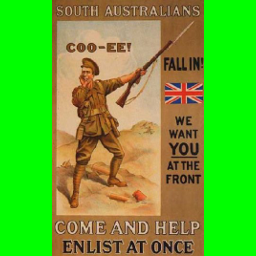 SOUTH AUSTRALIANS
COO-EE!
FALL IN!
WE
WANT
YOU
AT THE
FRONT
COME AND HELP
ENLIST AT ONCE